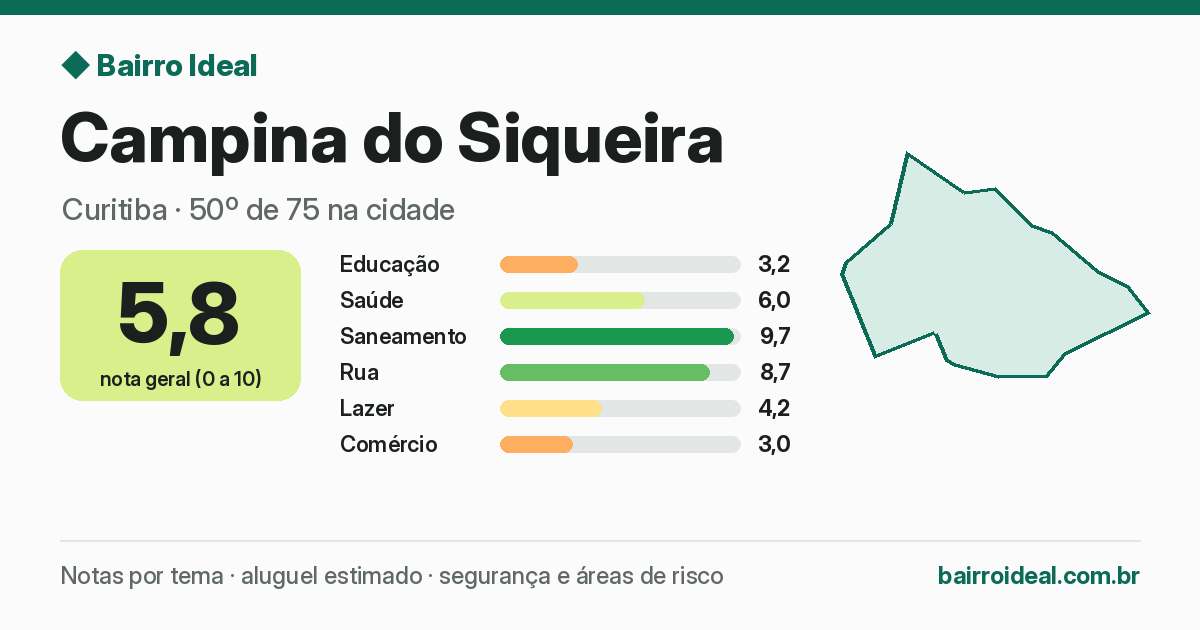 Bairro Ideal
Campina do Siqueira
Curitiba · 50º de 75 na cidade
5,8
nota geral (0 a 10)
Educação 3,2
Saúde 6,0
Saneamento 9,7
Rua 8,7
Lazer 4,2
Comércio 3,0
Notas por tema · aluguel estimado · segurança e áreas de risco
bairroideal.com.br